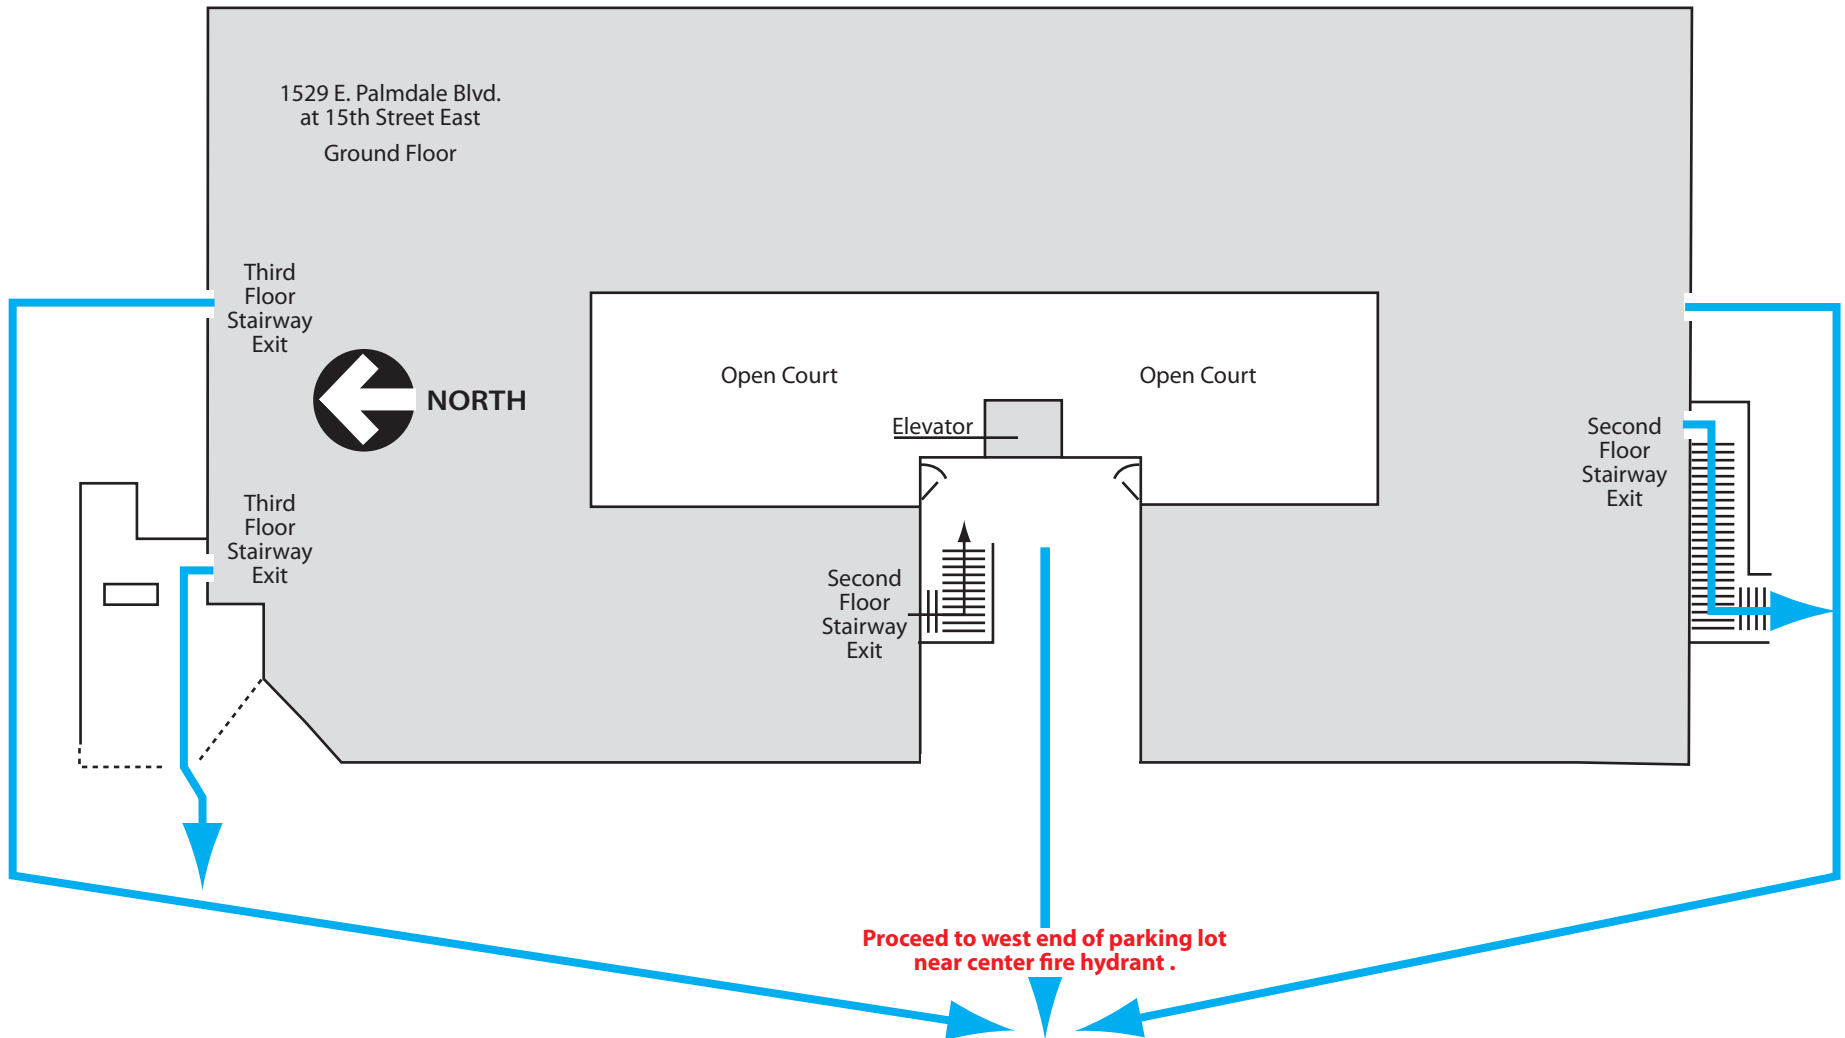 1529 E. Palmdale Blvd.
at 15th Street East
Ground Floor
Third
Floor
Stairway
Exit
NORTH
Open Court
Open Court
Elevator
Second
Floor
Stairway
Exit
Third
Floor
Stairway
Exit
Second
Floor
Stairway
Exit
Proceed to west end of parking lot
near center fire hydrant .